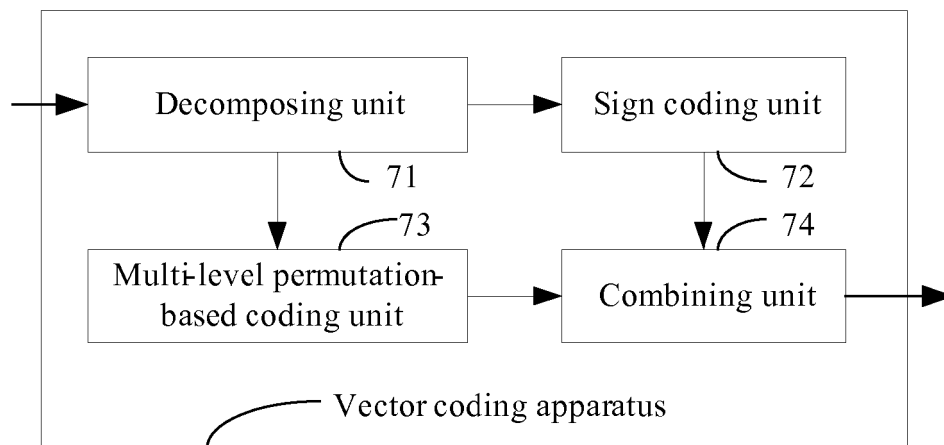 Decomposing unit
Sign coding unit
71
72
73
74
Multi-level permutation-
based coding unit
Combining unit
Vector coding apparatus